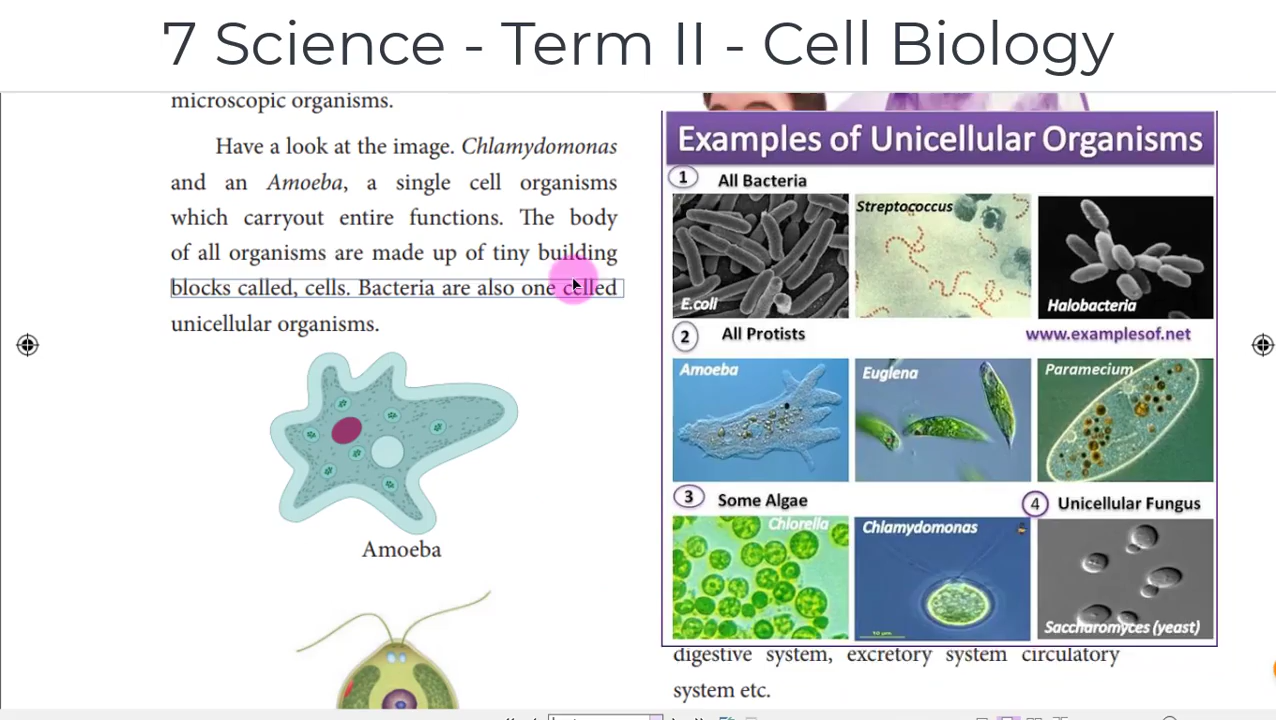 7 Science - Term II - Cell Biology
microscopic organisms.
Have a look at the image. Chlamydomonas
and an Amoeba, a single cell organisms
which carryout entire functions. The body
of all organisms are made up of tiny building
blocks called, cells. Bacteria are also one celled
unicellular organisms.
Amoeba
Examples of Unicellular Organisms
1 All Bacteria
E.coli
Streptococcus
Halobacteria
2 All Protists
www.examplesof.net
Amoeba
Euglena
Paramecium
3 Some Algae
4 Unicellular Fungus
Chlorella
Chlamydomonas
Saccharomyces (yeast)
digestive system, excretory system circulatory
system etc.